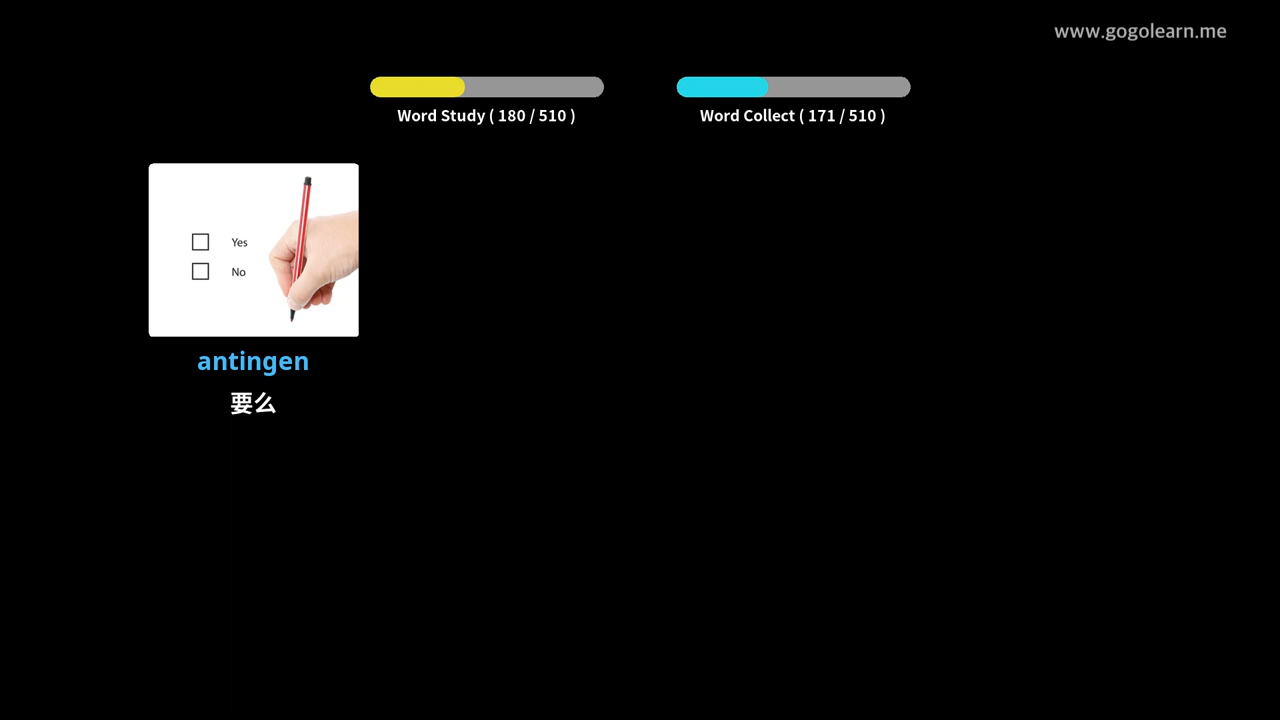 www.gogolearn.me
Word Study ( 180 / 510 )
Word Collect ( 171 / 510 )
Yes
No
antingen
要么